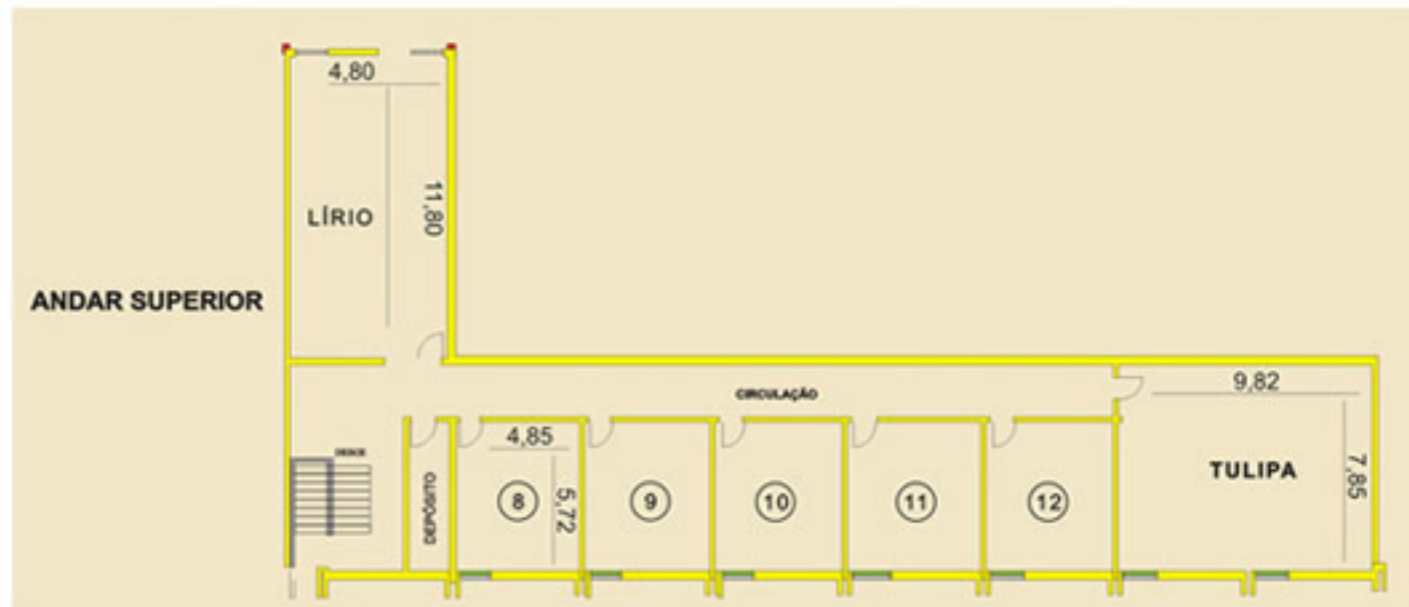 4,80
LÍRIO
11,80
ANDAR SUPERIOR
CIRCULAÇÃO
9,82
4,85
DESCE
TULIPA
7,85
DEPÓSITO
8
5,72
9
10
11
12